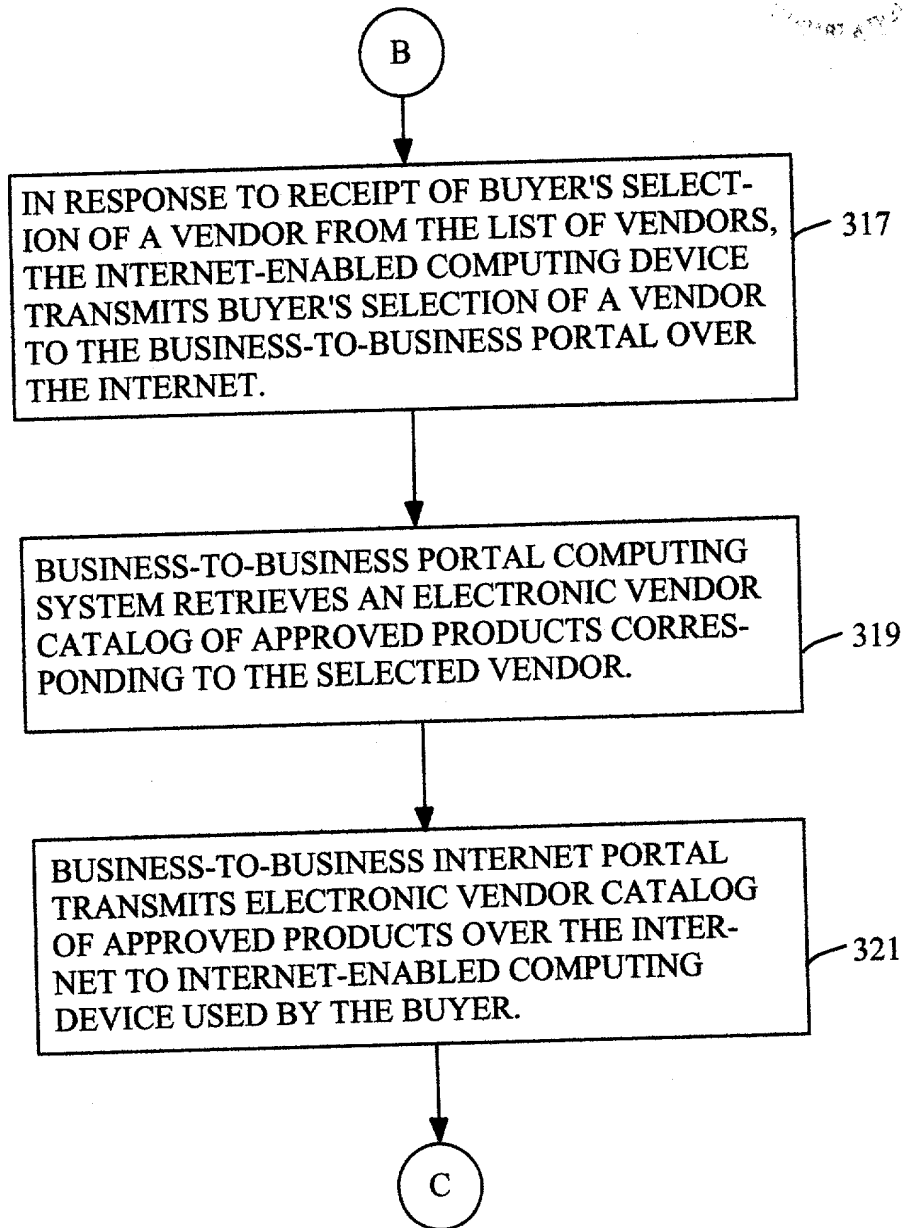 B
IN RESPONSE TO RECEIPT OF BUYER'S SELECT-
ION OF A VENDOR FROM THE LIST OF VENDORS,
THE INTERNET-ENABLED COMPUTING DEVICE
TRANSMITS BUYER'S SELECTION OF A VENDOR
TO THE BUSINESS-TO-BUSINESS PORTAL OVER
THE INTERNET.
317
BUSINESS-TO-BUSINESS PORTAL COMPUTING
SYSTEM RETRIEVES AN ELECTRONIC VENDOR
CATALOG OF APPROVED PRODUCTS CORRES-
PONDING TO THE SELECTED VENDOR.
319
BUSINESS-TO-BUSINESS INTERNET PORTAL
TRANSMITS ELECTRONIC VENDOR CATALOG
OF APPROVED PRODUCTS OVER THE INTER-
NET TO INTERNET-ENABLED COMPUTING
DEVICE USED BY THE BUYER.
321
C